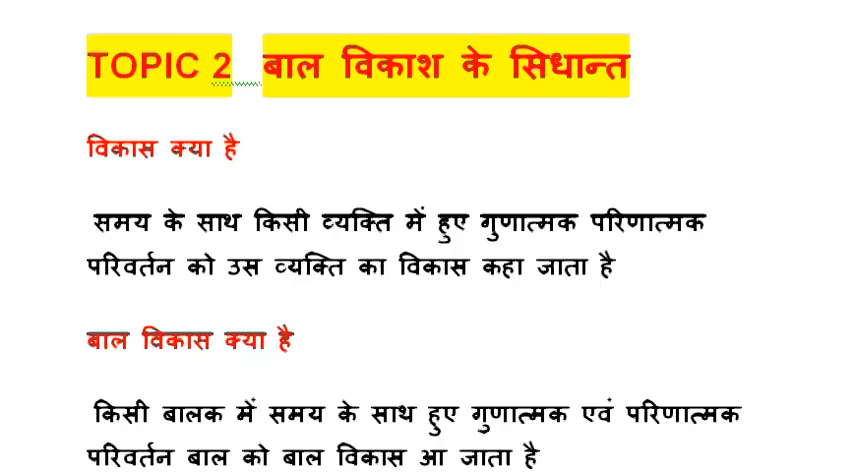 TOPIC 2 बाल विकाश के सिधान्त
विकास क्या है
समय के साथ किसी व्यक्ति में हुए गुणात्मक परिणात्मक
परिवर्तन को उस व्यक्ति का विकास कहा जाता है
बाल विकास क्या है
किसी बालक में समय के साथ हुए गुणात्मक एवं परिणात्मक
परिवर्तन बाल को बाल विकास आ जाता है